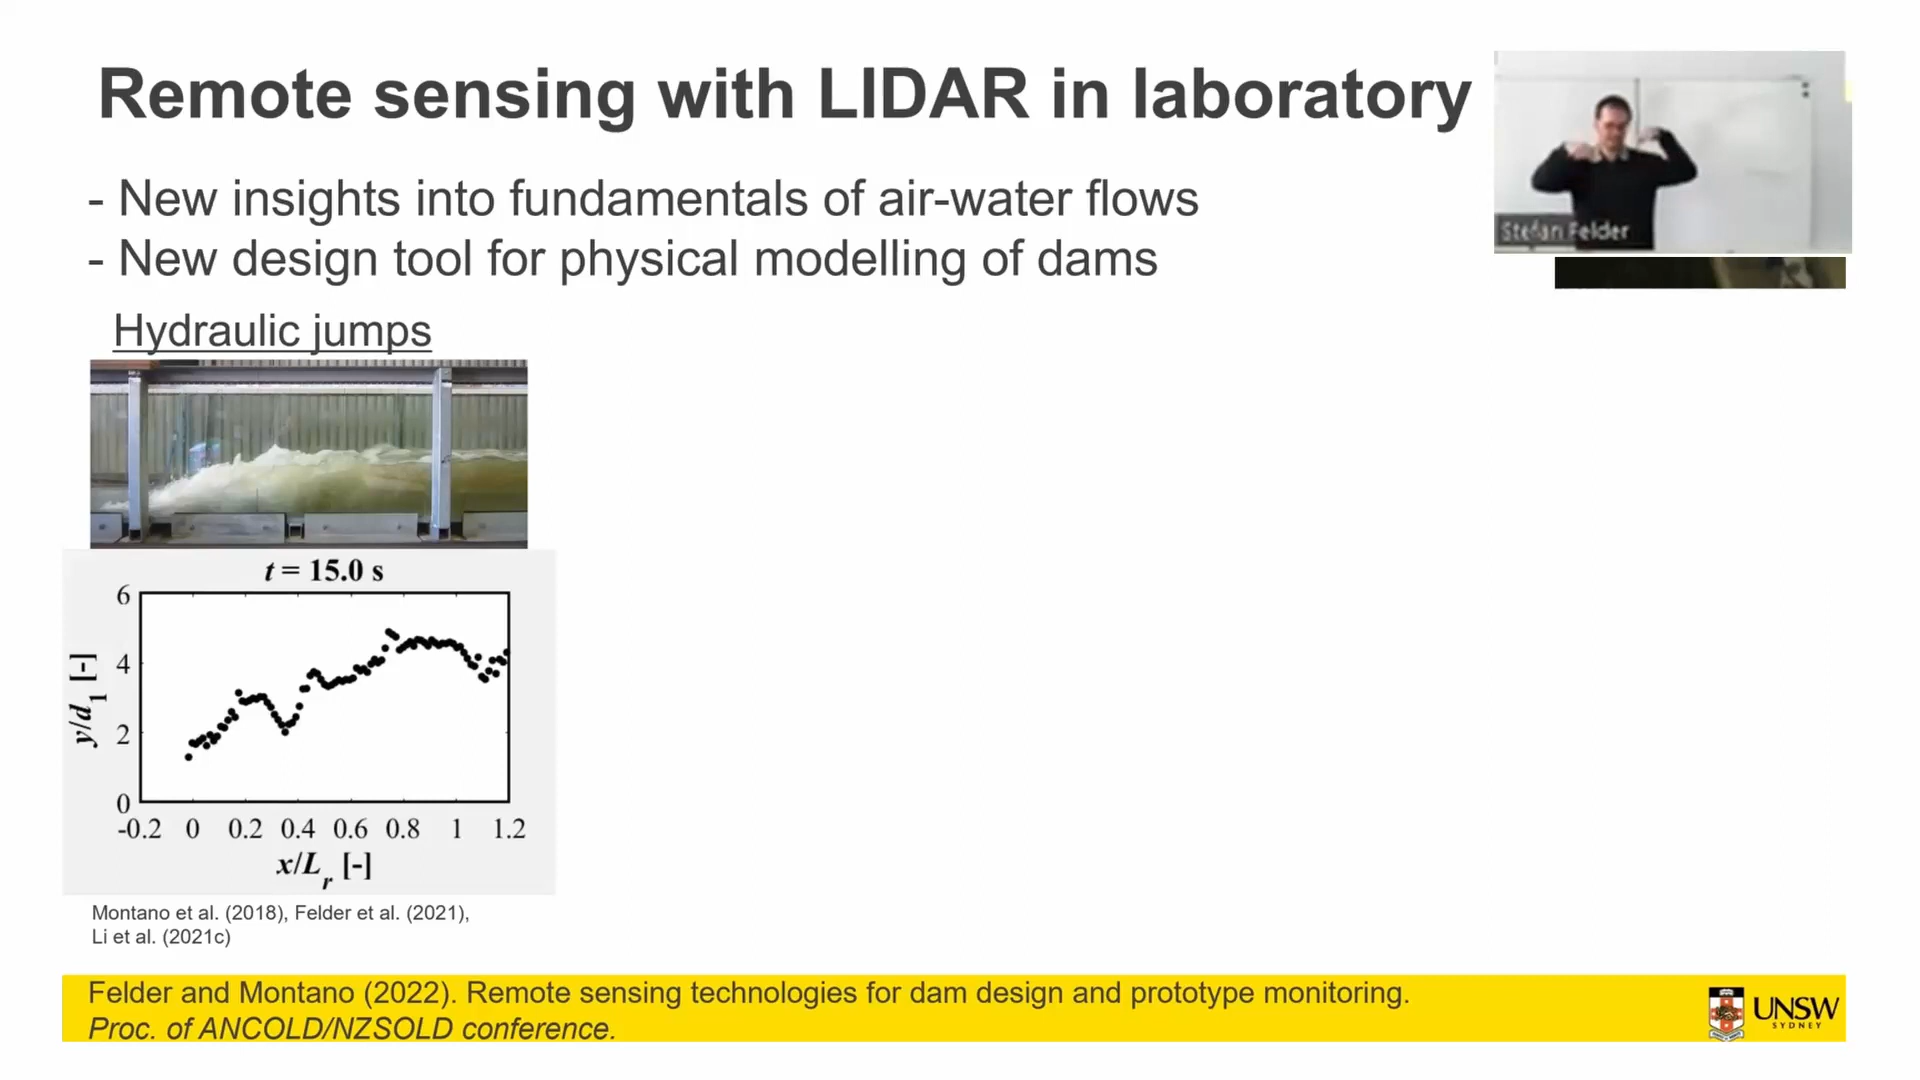 Remote sensing with LIDAR in laboratory
- New insights into fundamentals of air-water flows
- New design tool for physical modelling of dams
Stefan Felder
Hydraulic jumps
t = 15.0 s
6
4
2
0
y/d1 [-]
-0.2 0 0.2 0.4 0.6 0.8 1 1.2
x/Lr [-]
Montano et al. (2018), Felder et al. (2021),
Li et al. (2021c)
Felder and Montano (2022). Remote sensing technologies for dam design and prototype monitoring.
Proc. of ANCOLD/NZSOLD conference.
UNSW
SYDNEY